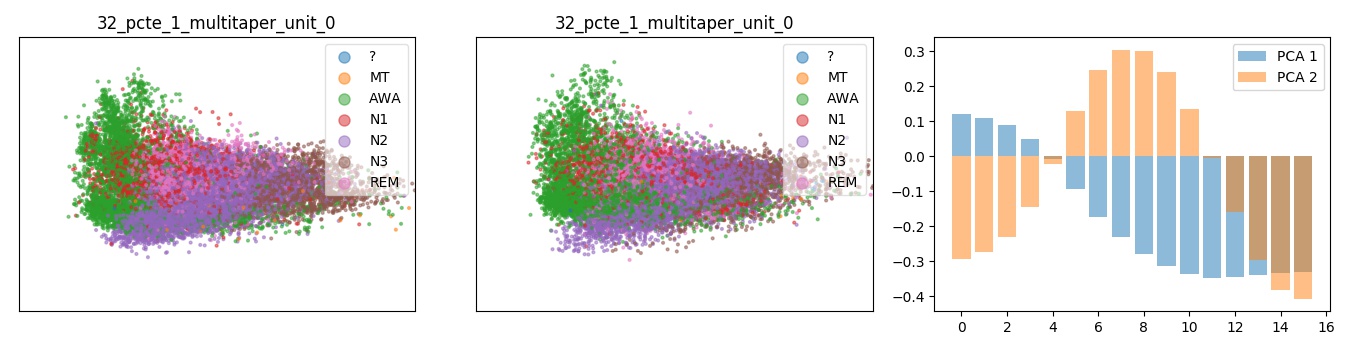 32_pcte_1_multitaper_unit_0
?
MT
AWA
N1
N2
N3
REM
32_pcte_1_multitaper_unit_0
?
MT
AWA
N1
N2
N3
REM
PCA 1
PCA 2
0.3
0.2
0.1
0.0
−0.1
−0.2
−0.3
−0.4
0 2 4 6 8 10 12 14 16